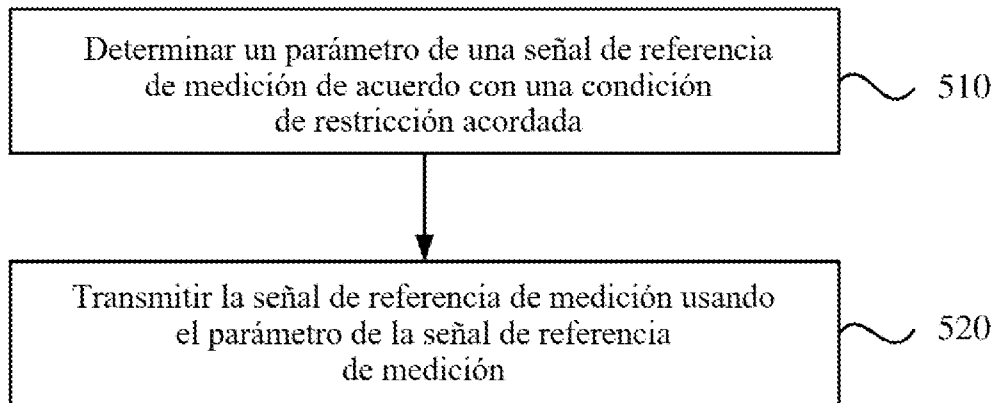 Determinar un parámetro de una señal de referencia
de medición de acuerdo con una condición
de restricción acordada
510
Transmitir la señal de referencia de medición usando
el parámetro de la señal de referencia
de medición
520